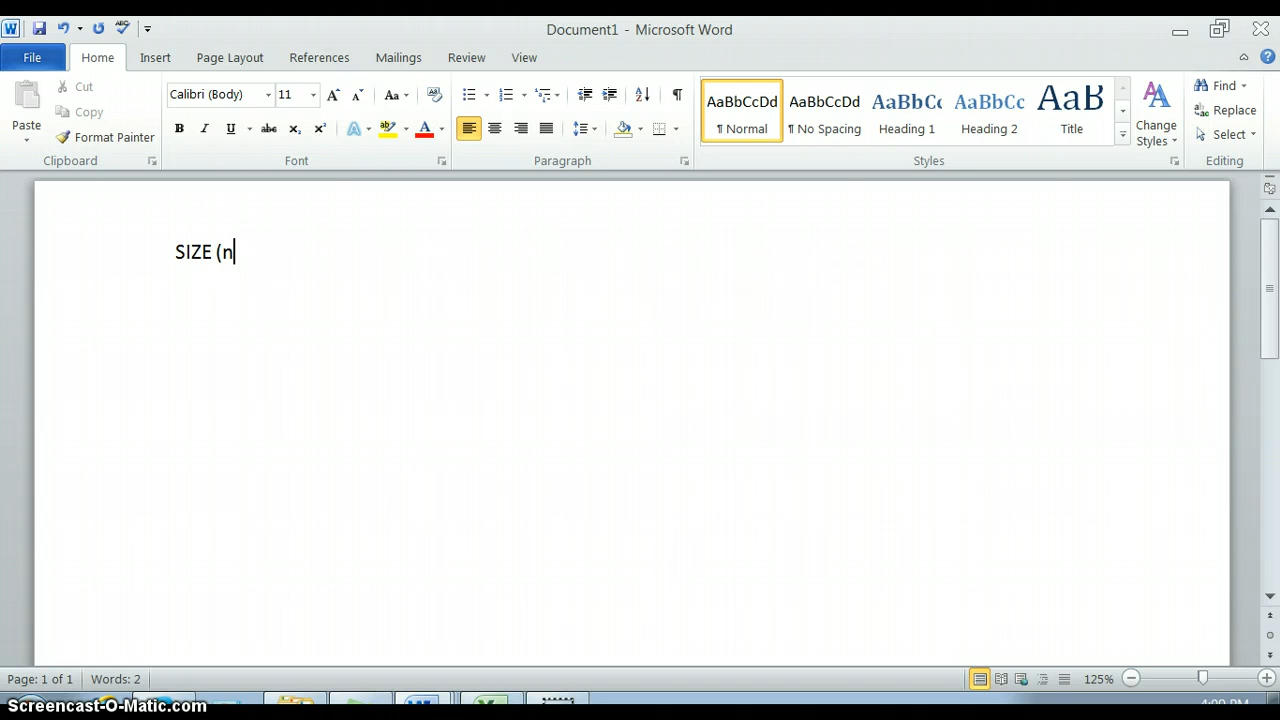 Document1 - Microsoft Word
File Home Insert Page Layout References Mailings Review View
Paste
Cut
Copy
Format Painter
Clipboard
Calibri (Body) 11
Font
Paragraph
AaBbCcDd AaBbCcDd AaBbCc AaBbCc AaB
¶ Normal ¶ No Spacing Heading 1 Heading 2 Title
Change Styles
Styles
Find
Replace
Select
Editing
SIZE (n
Page: 1 of 1 Words: 2 125%
Screencast-O-Matic.com